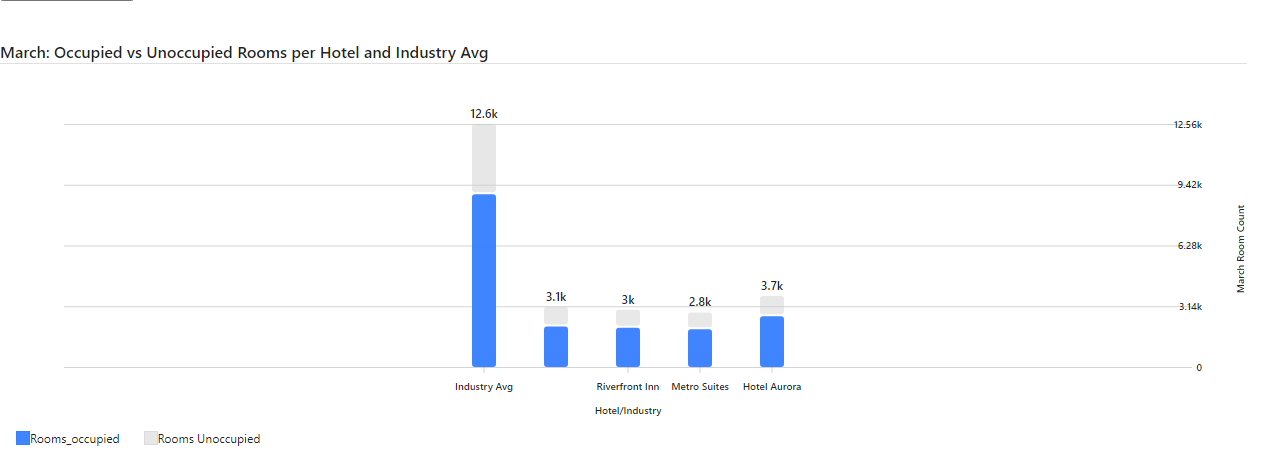 March: Occupied vs Unoccupied Rooms per Hotel and Industry Avg
12.6k
12.56k
9.42k
6.28k
March Room Count
3.1k
3k
2.8k
3.7k
3.14k
0
Industry Avg
Riverfront Inn
Metro Suites
Hotel Aurora
Hotel/Industry
Rooms_occupied
Rooms Unoccupied